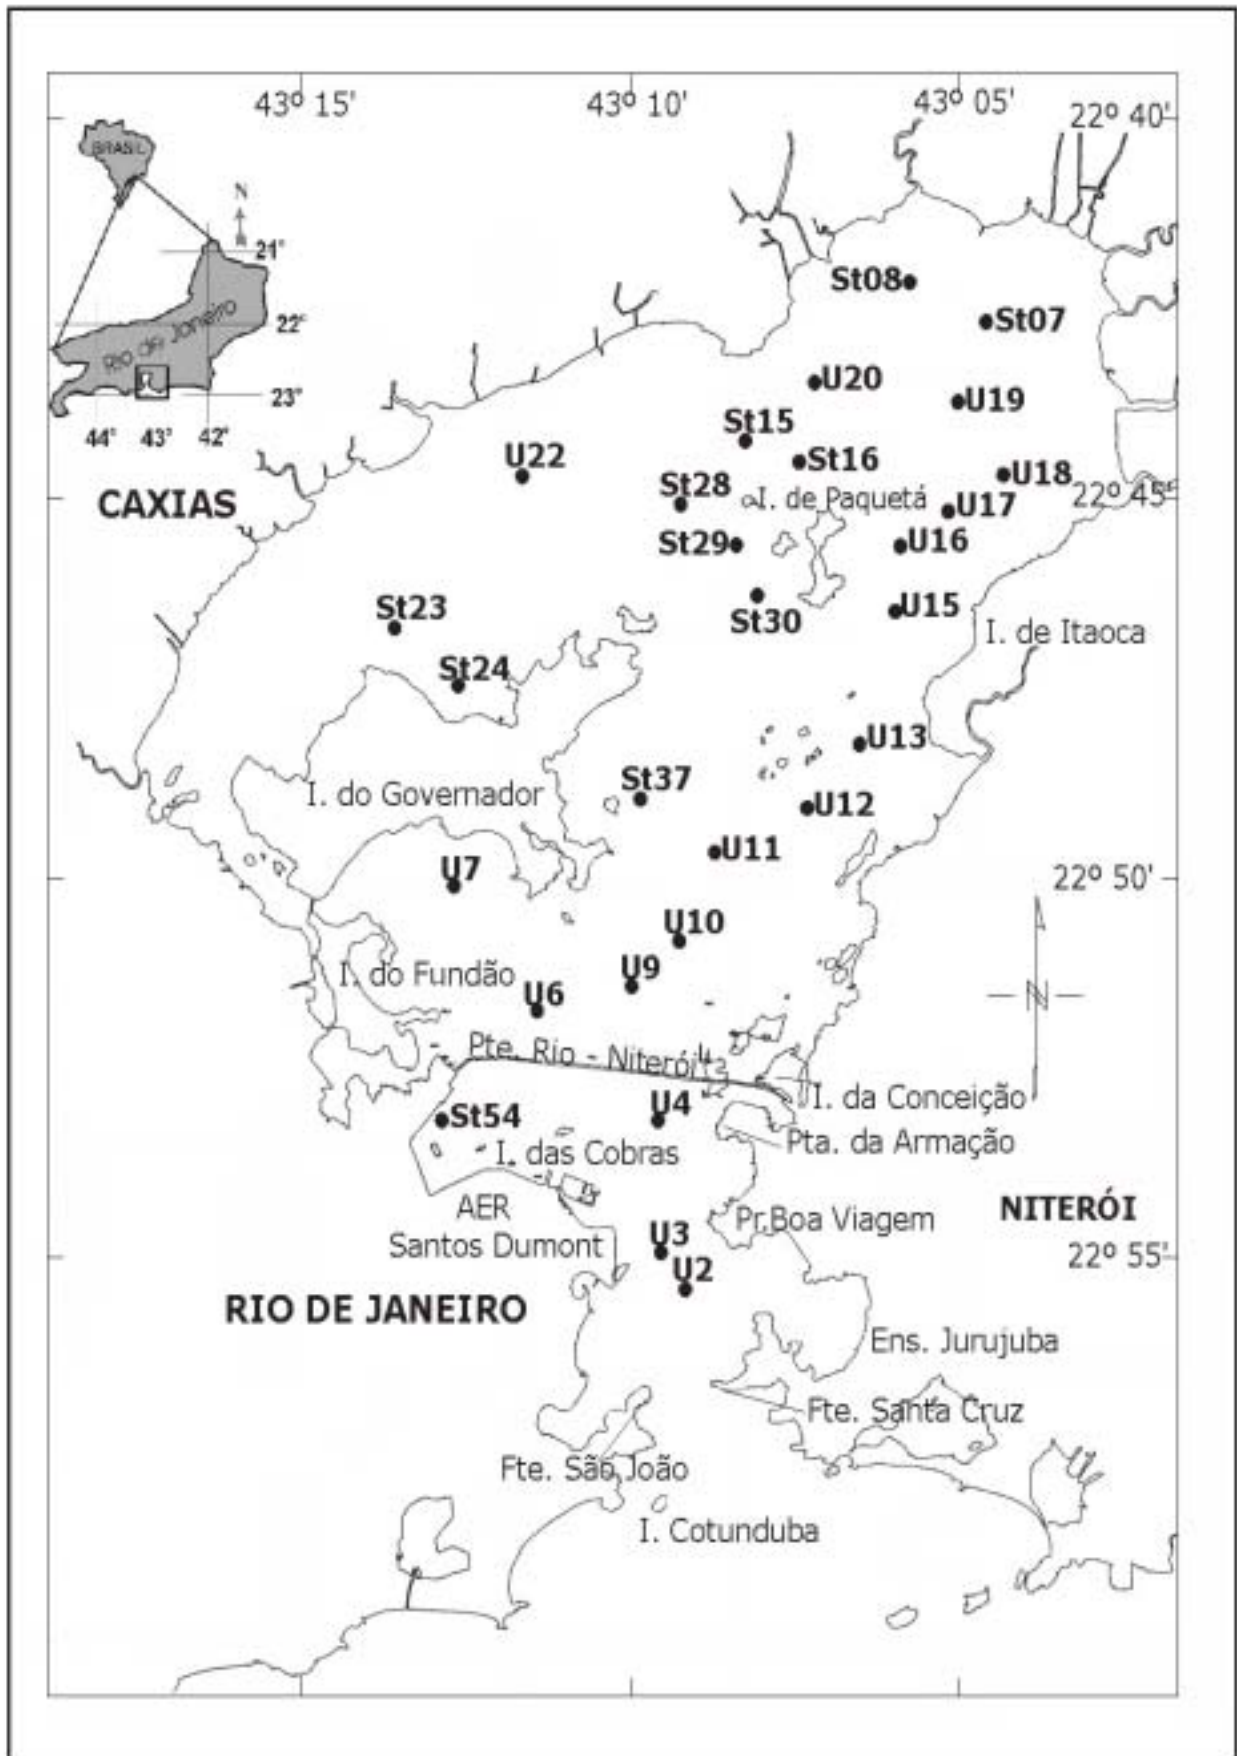 43º 15'
43º 10'
43º 05'
22º 40'
BRASIL
N
21°
22°
Rio de Janeiro
23°
44°
43°
42°
St08
St07
U20
U19
St15
St16
U22
U18
St28
22º 45'
I. de Paquetá
U17
CAXIAS
St29
U16
St30
U15
St23
I. de Itaoca
St24
U13
St37
I. do Governador
U12
U11
U7
22º 50'
U10
I. do Fundão
U9
U6
N
Pte. Rio - Niterói
I. da Conceição
U4
St54
Pta. da Armação
I. das Cobras
AER
Santos Dumont
NITERÓI
Pr.Boa Viagem
U3
22º 55'
U2
RIO DE JANEIRO
Ens. Jurujuba
Fte. Santa Cruz
Fte. São João
I. Cotunduba